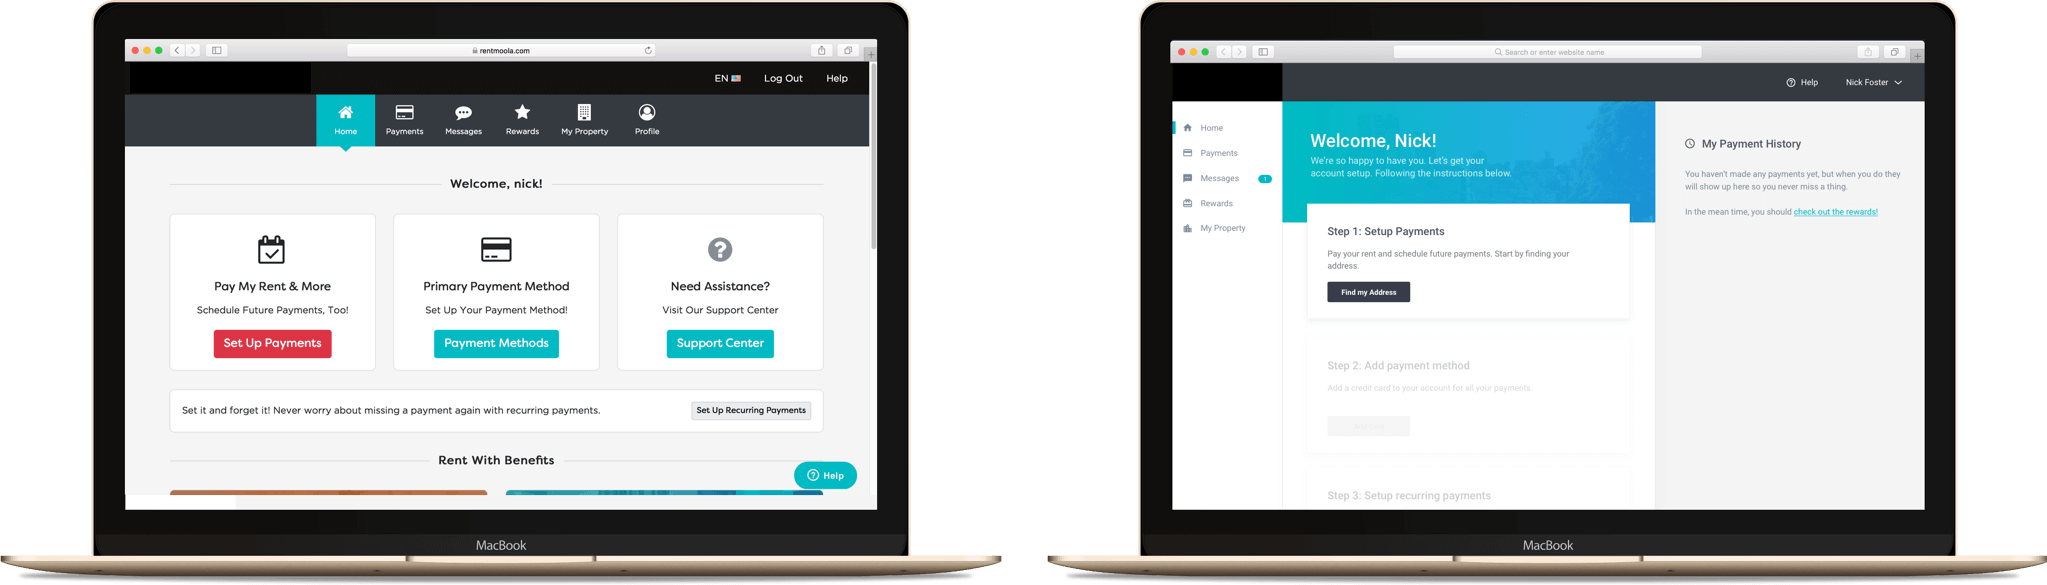 rentmoola.com
EN
Log Out
Help
Home
Payments
Messages
Rewards
My Property
Profile
Welcome, nick!
Pay My Rent & More
Schedule Future Payments, Too!
Set Up Payments
Primary Payment Method
Set Up Your Payment Method!
Payment Methods
Need Assistance?
Visit Our Support Center
Support Center
Set it and forget it! Never worry about missing a payment again with recurring payments.
Set Up Recurring Payments
Rent With Benefits
Help
MacBook
Search or enter website name
Help
Nick Foster
Home
Payments
Messages
1
Rewards
My Property
Welcome, Nick!
We're so happy to have you. Let's get your
account setup. Following the instructions below.
Step 1: Setup Payments
Pay your rent and schedule future payments. Start by finding your
address.
Find my Address
Step 2: Add payment method
Add a credit card to your account for all your payments.
Step 3: Setup recurring payments
My Payment History
You haven't made any payments yet, but when you do they
will show up here so you never miss a thing.
In the mean time, you should check out the rewards!
MacBook